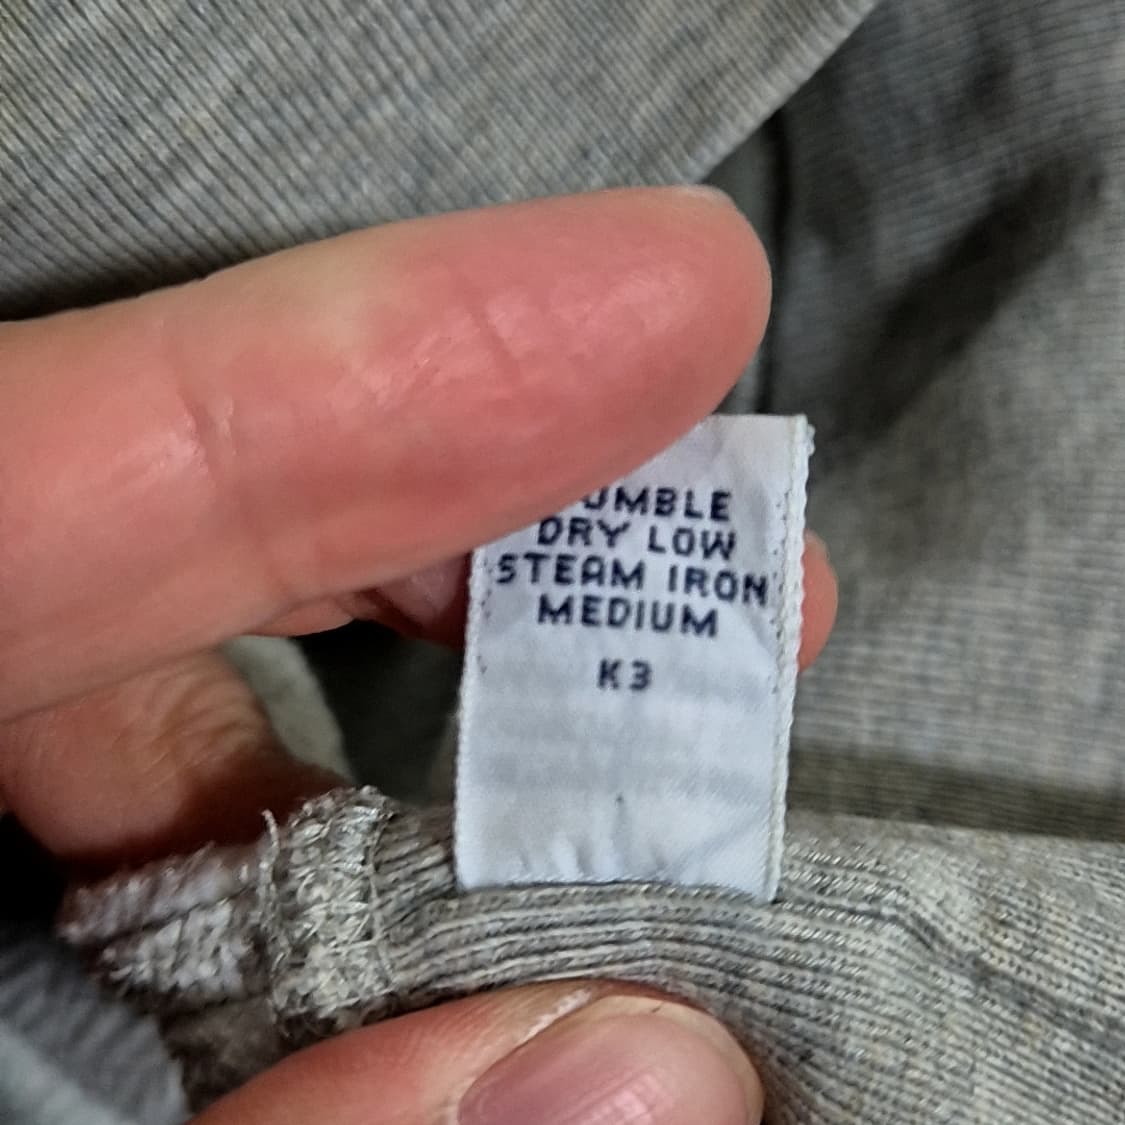 UMBLE
DRY LOW
STEAM IRON
MEDIUM
K3